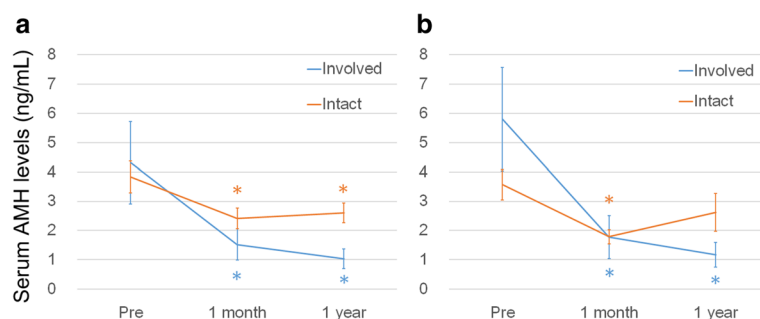 a
b
Serum AMH levels (ng/mL)
8
7
6
5
4
3
2
1
0
Involved
Intact
*
*
*
*
Pre
1 month
1 year
8
7
6
5
4
3
2
1
0
Involved
Intact
*
*
*
Pre
1 month
1 year